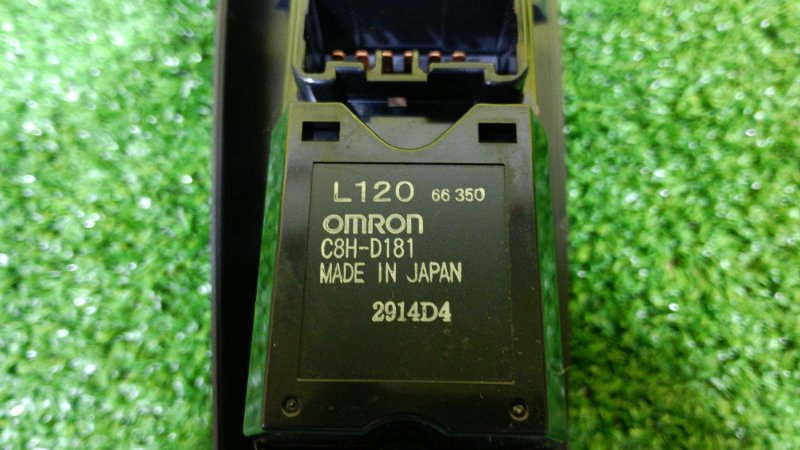 L120 66 350
OMRON
C8H-D181
MADE IN JAPAN
2914D4